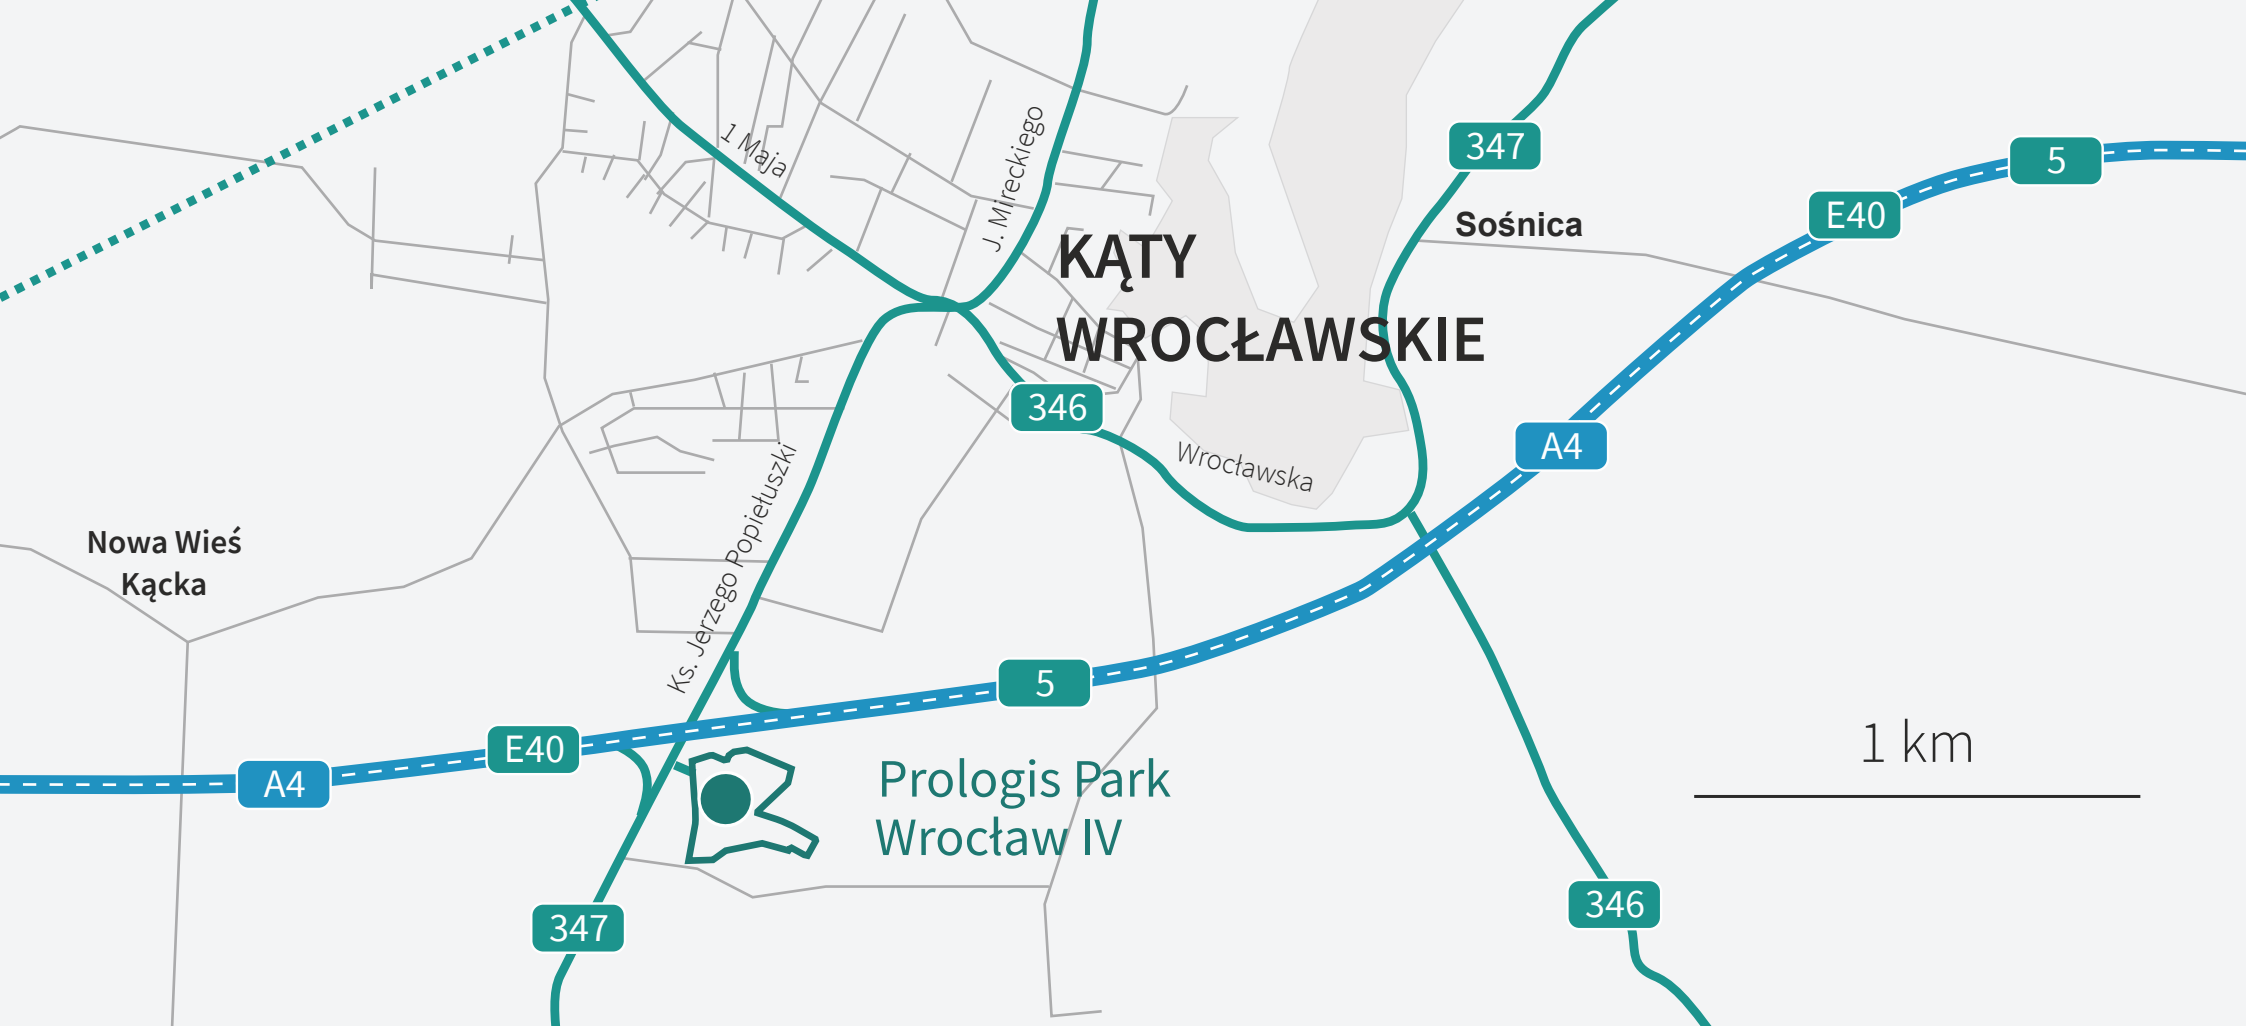 1 Maja
J. Mireckiego
347
5
E40
Sośnica
KĄTY
WROCŁAWSKIE
346
A4
Wrocławska
Ks. Jerzego Popiełuszki
Nowa Wieś
Kącka
5
E40
A4
1 km
Prologis Park
Wrocław IV
347
346